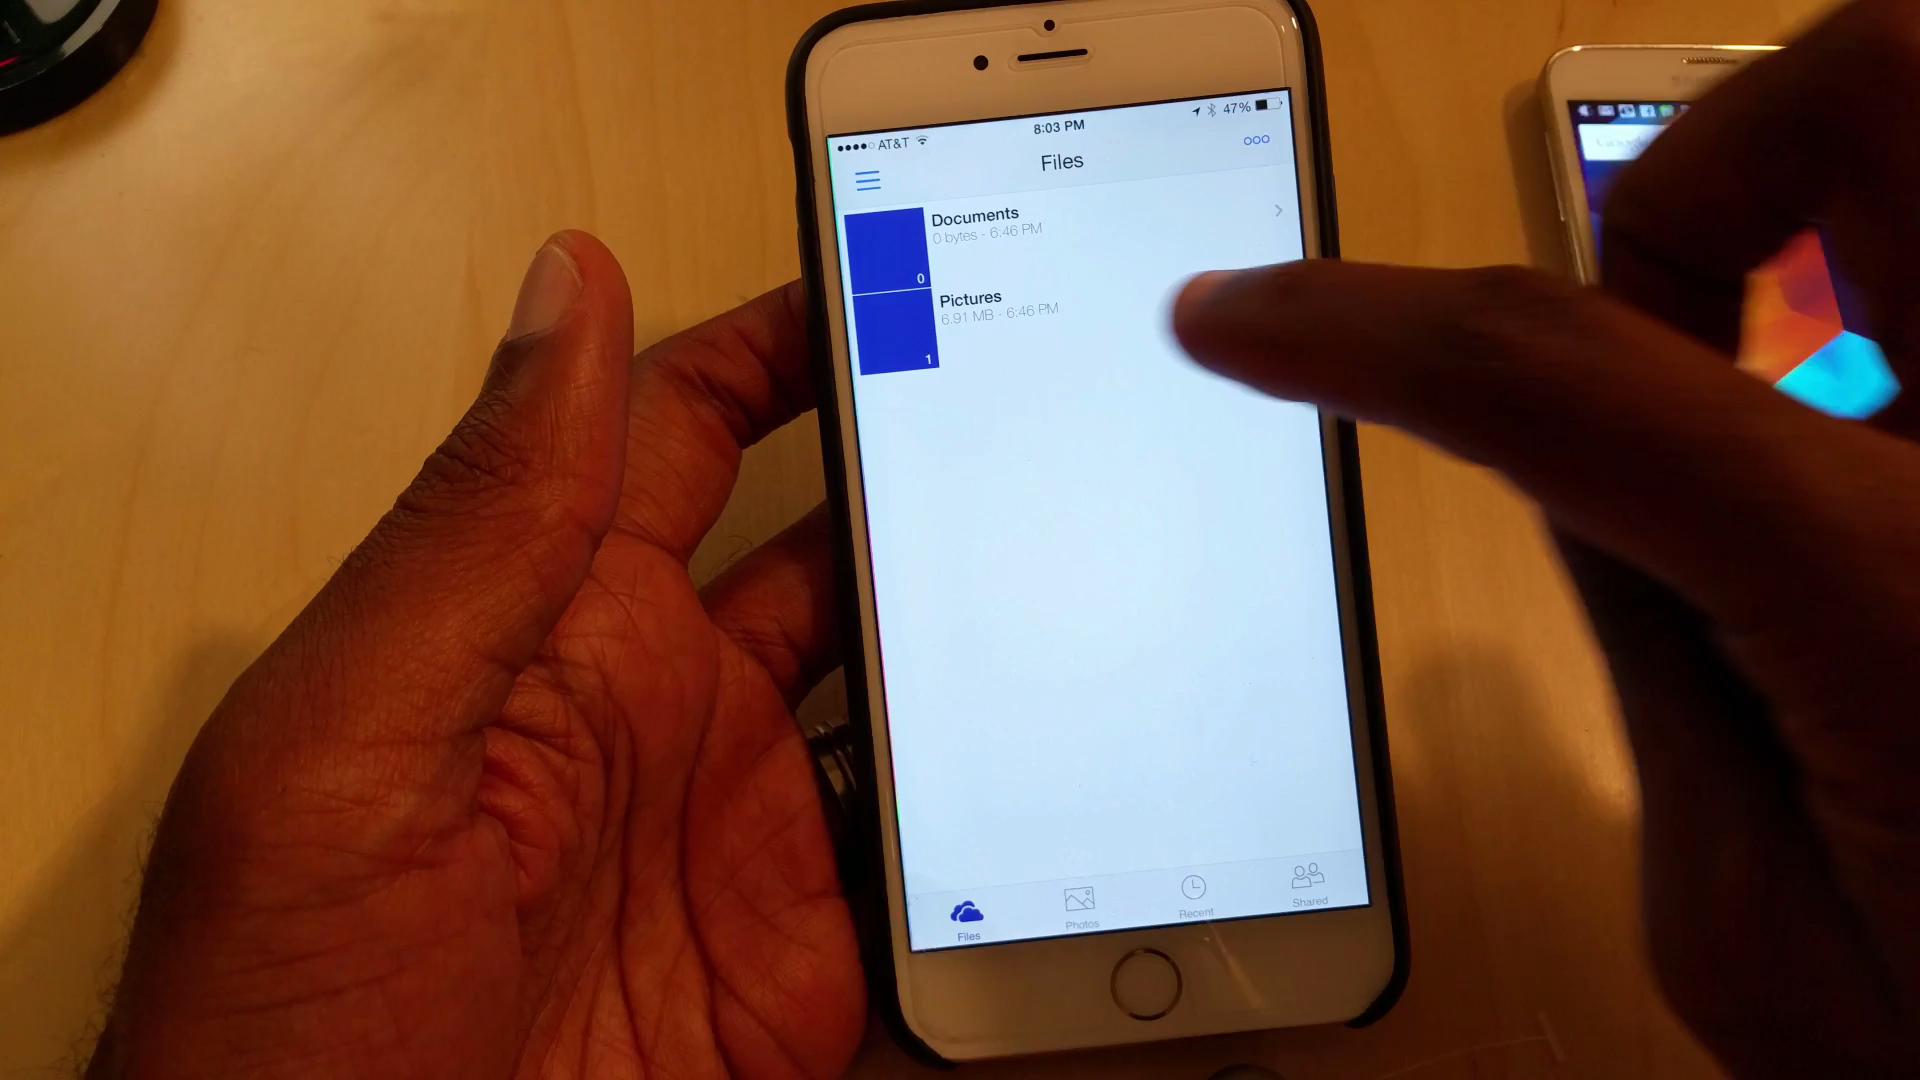 AT&T 8:03 PM 47%
Files
Documents
0 bytes - 6:46 PM
0
Pictures
6.91 MB - 6:46 PM
1
Files Photos Recent Shared